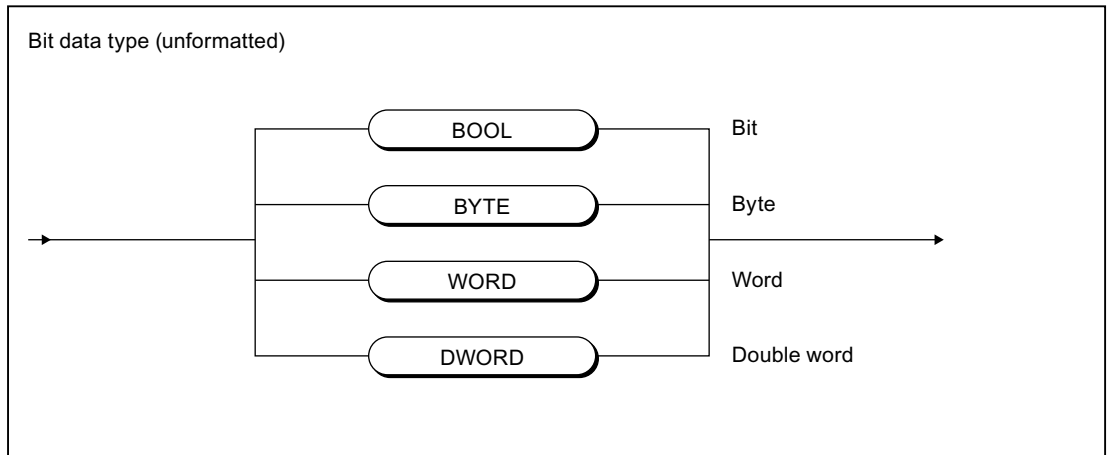 Bit data type (unformatted)
BOOL Bit
BYTE Byte
WORD Word
DWORD Double word